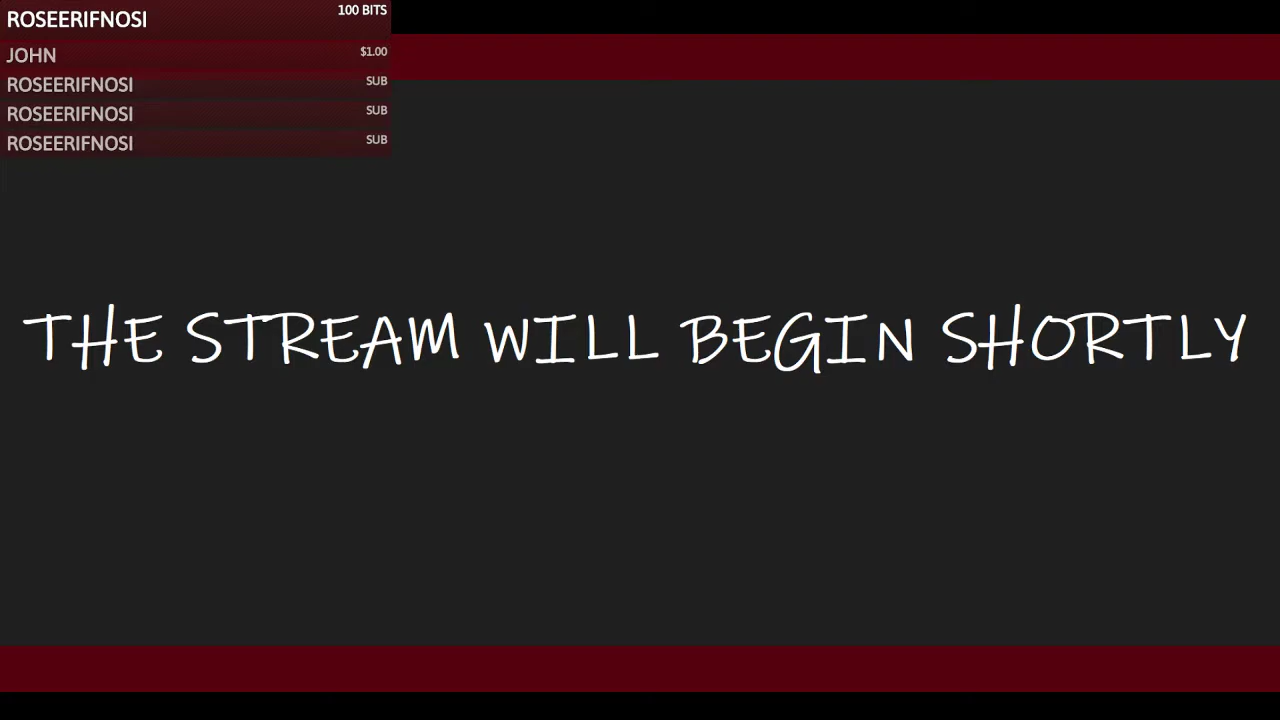 ROSEERIFNOSI 100 BITS
JOHN $1.00
ROSEERIFNOSI SUB
ROSEERIFNOSI SUB
ROSEERIFNOSI SUB
THE STREAM WILL BEGIN SHORTLY